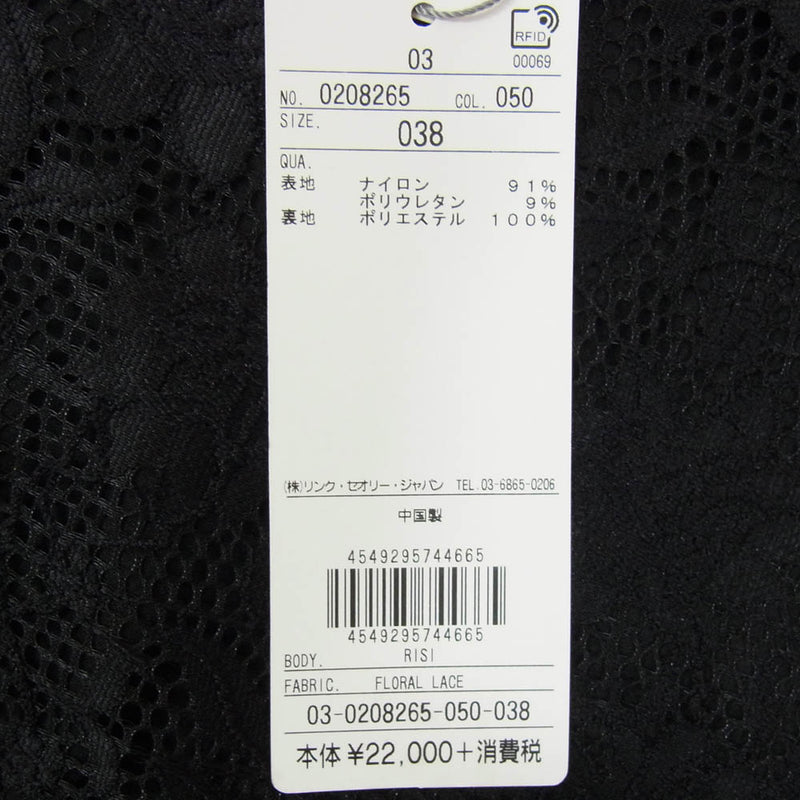 RFID
03 00069
NO. 0208265 COL. 050
SIZE.
038
QUA.
表地 ナイロン 91%
ポリウレタン 9%
裏地 ポリエステル 100%
(株)リンク・セオリー・ジャパン TEL.03-6865-0206
中国製
4549295744665
4549295744665
BODY. RISI
FABRIC. FLORAL LACE
03-0208265-050-038
本体¥22,000+消費税